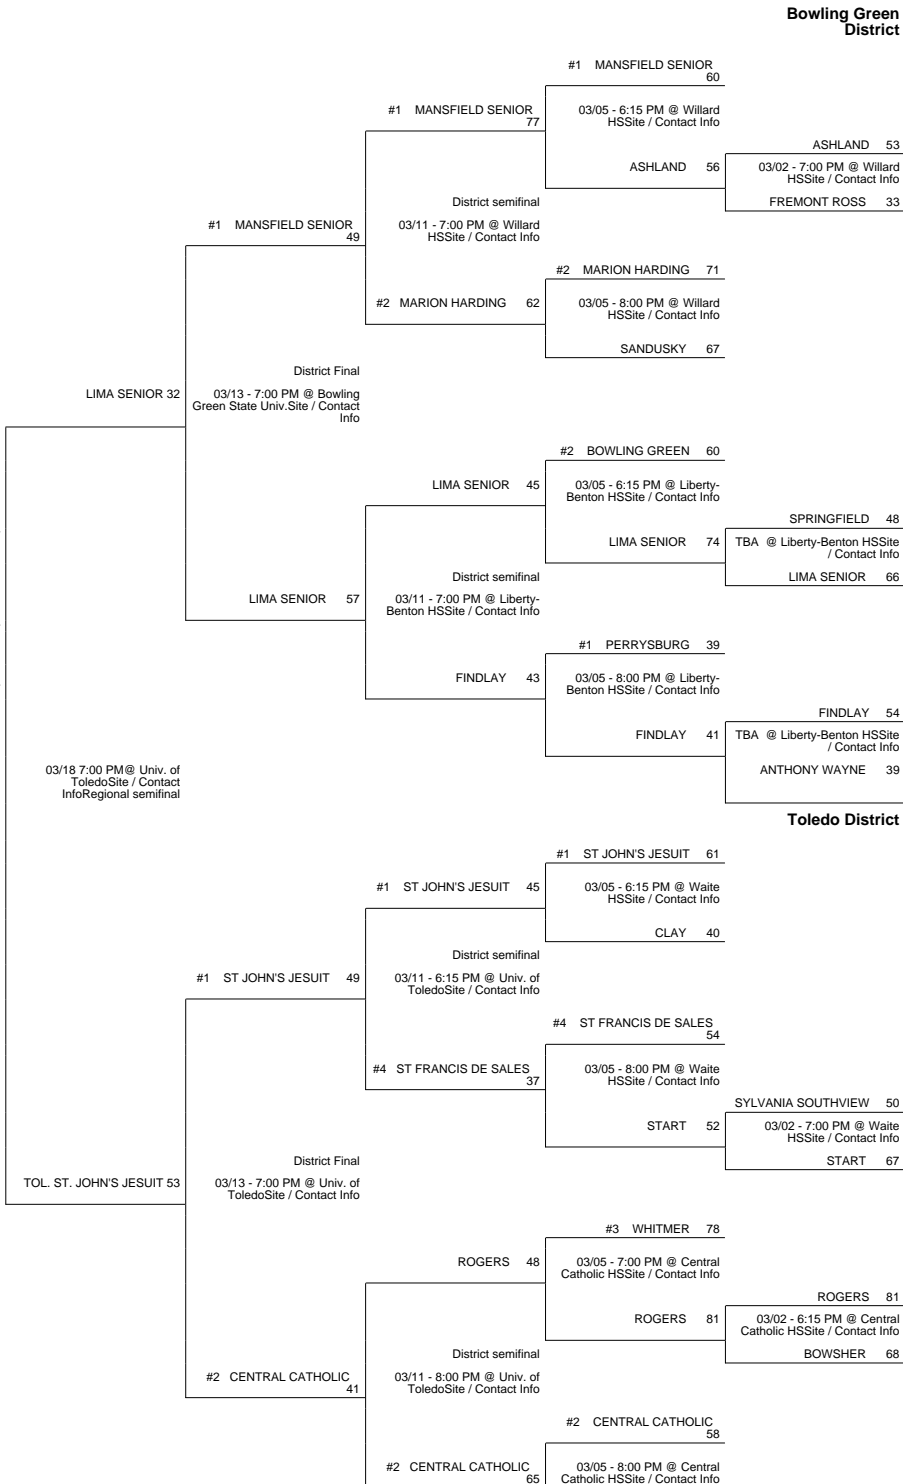 Bowling Green
District
#1 MANSFIELD SENIOR
60
#1 MANSFIELD SENIOR
77
03/05 - 6:15 PM @ Willard
HSSite / Contact Info
ASHLAND 53
ASHLAND 56
03/02 - 7:00 PM @ Willard
HSSite / Contact Info
FREMONT ROSS 33
District semifinal
#1 MANSFIELD SENIOR
49
03/11 - 7:00 PM @ Willard
HSSite / Contact Info
#2 MARION HARDING 71
#2 MARION HARDING 62
03/05 - 8:00 PM @ Willard
HSSite / Contact Info
SANDUSKY 67
District Final
LIMA SENIOR 32
03/13 - 7:00 PM @ Bowling
Green State Univ.Site / Contact
Info
#2 BOWLING GREEN 60
LIMA SENIOR 45
03/05 - 6:15 PM @ Liberty-
Benton HSSite / Contact Info
SPRINGFIELD 48
LIMA SENIOR 74
TBA @ Liberty-Benton HSSite
/ Contact Info
LIMA SENIOR 66
District semifinal
LIMA SENIOR 57
03/11 - 7:00 PM @ Liberty-
Benton HSSite / Contact Info
#1 PERRYSBURG 39
FINDLAY 43
03/05 - 8:00 PM @ Liberty-
Benton HSSite / Contact Info
FINDLAY 54
FINDLAY 41
TBA @ Liberty-Benton HSSite
/ Contact Info
ANTHONY WAYNE 39
03/18 7:00 PM@ Univ. of
ToledoSite / Contact
InfoRegional semifinal
Toledo District
#1 ST JOHN'S JESUIT 61
#1 ST JOHN'S JESUIT 45
03/05 - 6:15 PM @ Waite
HSSite / Contact Info
CLAY 40
District semifinal
#1 ST JOHN'S JESUIT 49
03/11 - 6:15 PM @ Univ. of
ToledoSite / Contact Info
#4 ST FRANCIS DE SALES
54
#4 ST FRANCIS DE SALES
37
03/05 - 8:00 PM @ Waite
HSSite / Contact Info
SYLVANIA SOUTHVIEW 50
START 52
03/02 - 7:00 PM @ Waite
HSSite / Contact Info
START 67
District Final
TOL. ST. JOHN'S JESUIT 53
03/13 - 7:00 PM @ Univ. of
ToledoSite / Contact Info
#3 WHITMER 78
ROGERS 48
03/05 - 7:00 PM @ Central
Catholic HSSite / Contact Info
ROGERS 81
ROGERS 81
03/02 - 6:15 PM @ Central
Catholic HSSite / Contact Info
BOWSHER 68
District semifinal
#2 CENTRAL CATHOLIC
41
03/11 - 8:00 PM @ Univ. of
ToledoSite / Contact Info
#2 CENTRAL CATHOLIC
58
#2 CENTRAL CATHOLIC
65
03/05 - 8:00 PM @ Central
Catholic HSSite / Contact Info